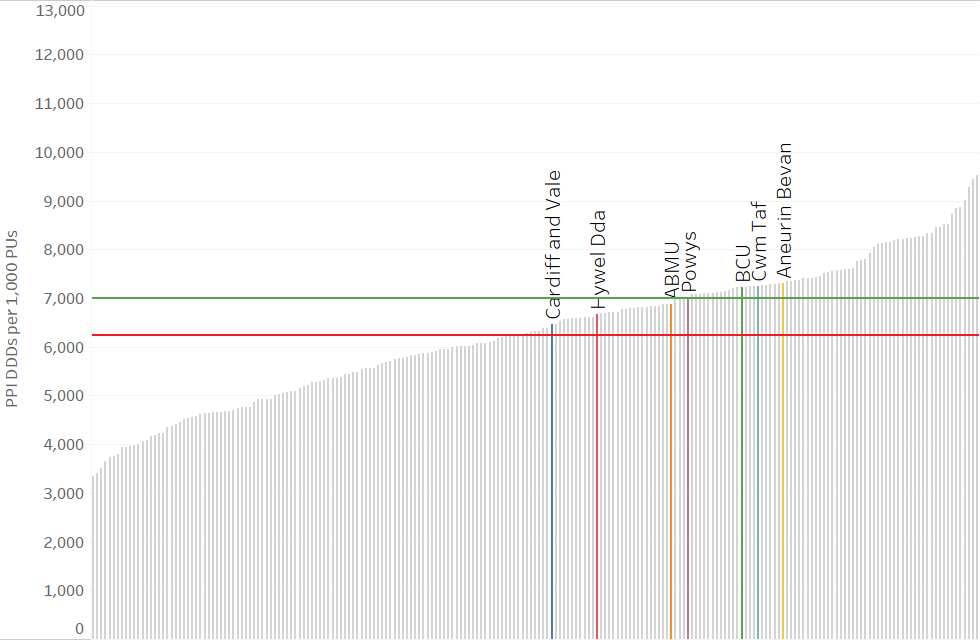 13,000
12,000
11,000
10,000
9,000
8,000
7,000
6,000
5,000
4,000
3,000
2,000
1,000
0
PPI DDDs per 1,000 PUs
Cardiff and Vale
Hywel Dda
ABMU
Powys
BCU
Cwm Taf
Aneurin Bevan